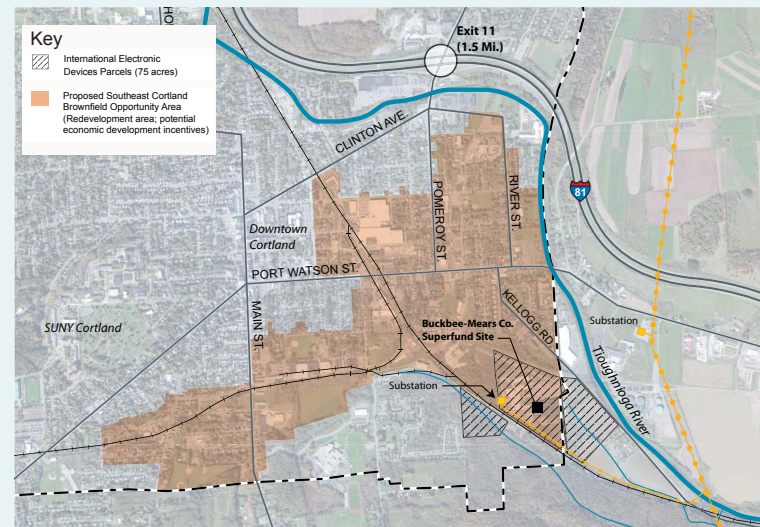 Key
International Electronic
Devices Parcels (75 acres)
Proposed Southeast Cortland
Brownfield Opportunity Area
(Redevelopment area; potential
economic development incentives)
HO
Exit 11
(1.5 Mi.)
CLINTON AVE.
POMEROY ST.
RIVER ST.
81
Downtown
Cortland
PORT WATSON ST.
MAIN ST.
KELLOGG RD.
SUNY Cortland
Buckbee-Mears Co.
Superfund Site
Substation
Substation
Tioughnioga River